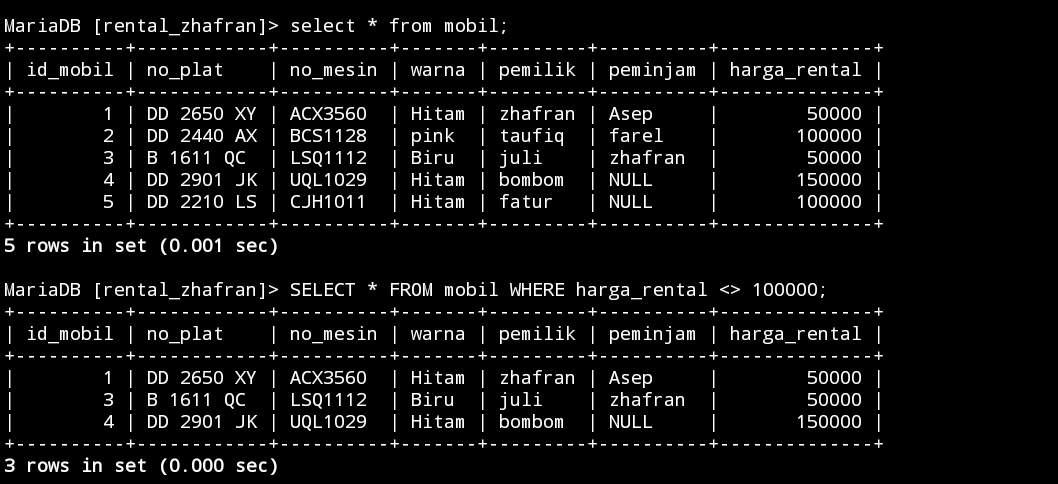 MariaDB [rental_zhafran]> select * from mobil;
+----------+------------+----------+-------+---------+----------+--------------+
| id_mobil | no_plat    | no_mesin | warna | pemilik | peminjam | harga_rental |
+----------+------------+----------+-------+---------+----------+--------------+
|        1 | DD 2650 XY | ACX3560  | Hitam | zhafran | Asep     |        50000 |
|        2 | DD 2440 AX | BCS1128  | pink  | taufiq  | farel    |       100000 |
|        3 | B 1611 QC  | LSQ1112  | Biru  | juli    | zhafran  |        50000 |
|        4 | DD 2901 JK | UQL1029  | Hitam | bombom  | NULL     |       150000 |
|        5 | DD 2210 LS | CJH1011  | Hitam | fatur   | NULL     |       100000 |
+----------+------------+----------+-------+---------+----------+--------------+
5 rows in set (0.001 sec)
MariaDB [rental_zhafran]> SELECT * FROM mobil WHERE harga_rental <> 100000;
+----------+------------+----------+-------+---------+----------+--------------+
| id_mobil | no_plat    | no_mesin | warna | pemilik | peminjam | harga_rental |
+----------+------------+----------+-------+---------+----------+--------------+
|        1 | DD 2650 XY | ACX3560  | Hitam | zhafran | Asep     |        50000 |
|        3 | B 1611 QC  | LSQ1112  | Biru  | juli    | zhafran  |        50000 |
|        4 | DD 2901 JK | UQL1029  | Hitam | bombom  | NULL     |       150000 |
+----------+------------+----------+-------+---------+----------+--------------+
3 rows in set (0.000 sec)